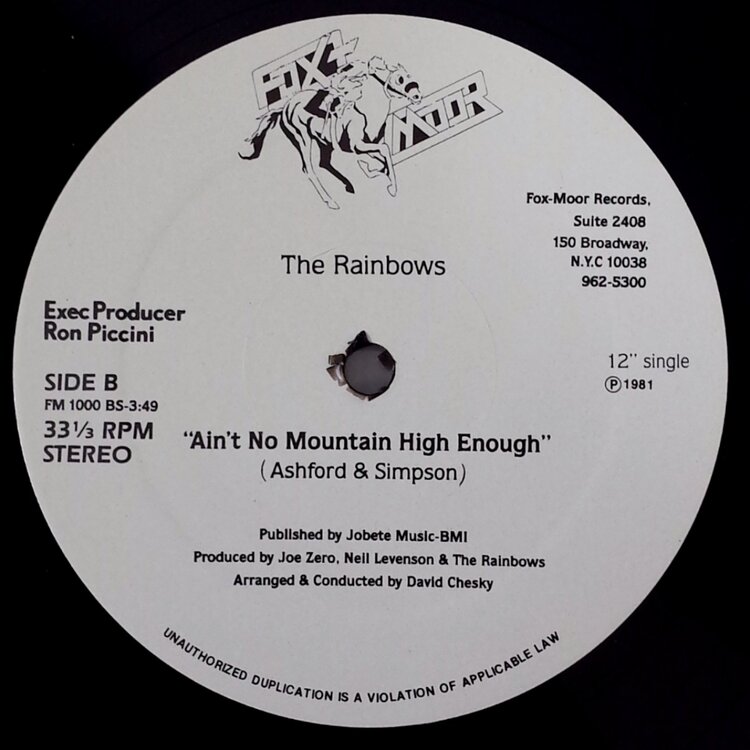 FOX
MOOR
Fox-Moor Records,
Suite 2408
150 Broadway,
N.Y.C 10038
962-5300
The Rainbows
Exec Producer
Ron Piccini
SIDE B
FM 1000 BS-3:49
33 1/3 RPM
STEREO
12" single
Ⓟ1981
"Ain't No Mountain High Enough"
(Ashford & Simpson)
Published by Jobete Music-BMI
Produced by Joe Zero, Neil Levenson & The Rainbows
Arranged & Conducted by David Chesky
UNAUTHORIZED DUPLICATION IS A VIOLATION OF APPLICABLE LAW